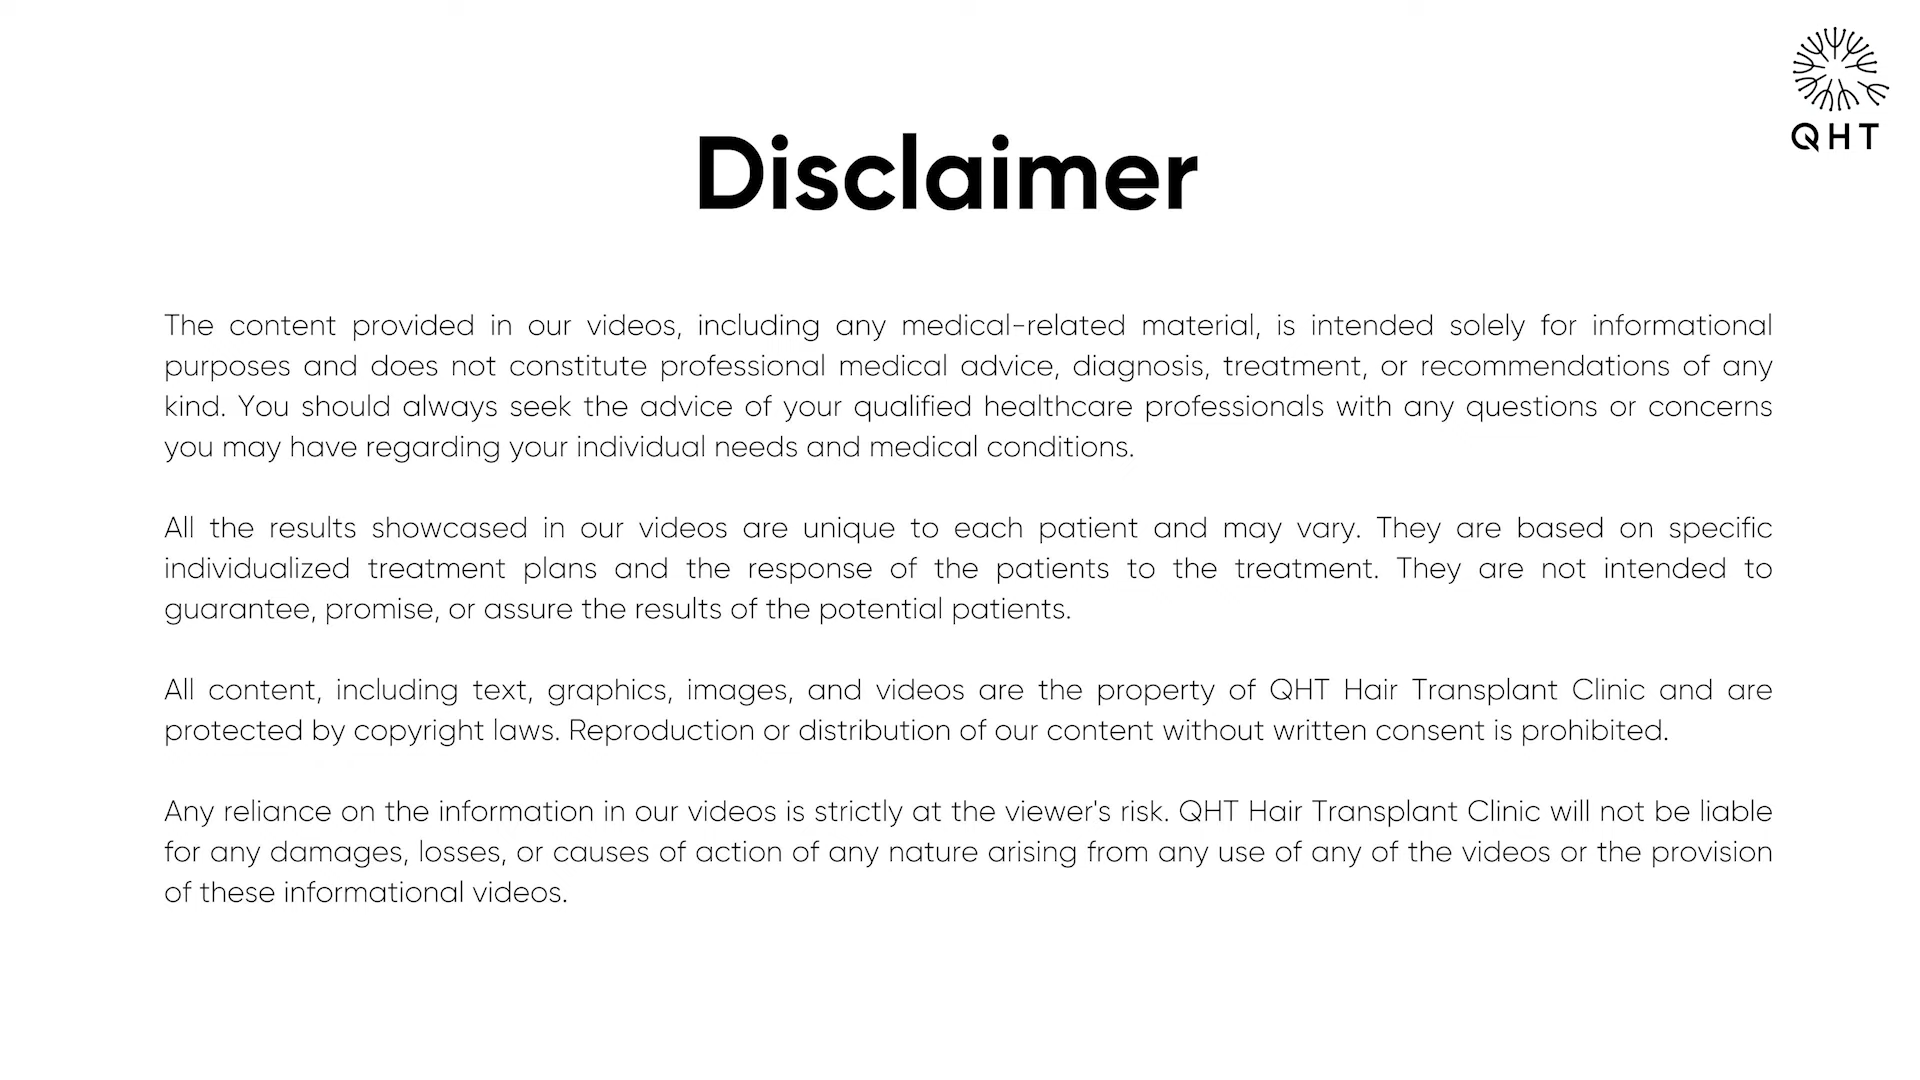 QHT
Disclaimer
The content provided in our videos, including any medical-related material, is intended solely for informational
purposes and does not constitute professional medical advice, diagnosis, treatment, or recommendations of any
kind. You should always seek the advice of your qualified healthcare professionals with any questions or concerns
you may have regarding your individual needs and medical conditions.
All the results showcased in our videos are unique to each patient and may vary. They are based on specific
individualized treatment plans and the response of the patients to the treatment. They are not intended to
guarantee, promise, or assure the results of the potential patients.
All content, including text, graphics, images, and videos are the property of QHT Hair Transplant Clinic and are
protected by copyright laws. Reproduction or distribution of our content without written consent is prohibited.
Any reliance on the information in our videos is strictly at the viewer's risk. QHT Hair Transplant Clinic will not be liable
for any damages, losses, or causes of action of any nature arising from any use of any of the videos or the provision
of these informational videos.